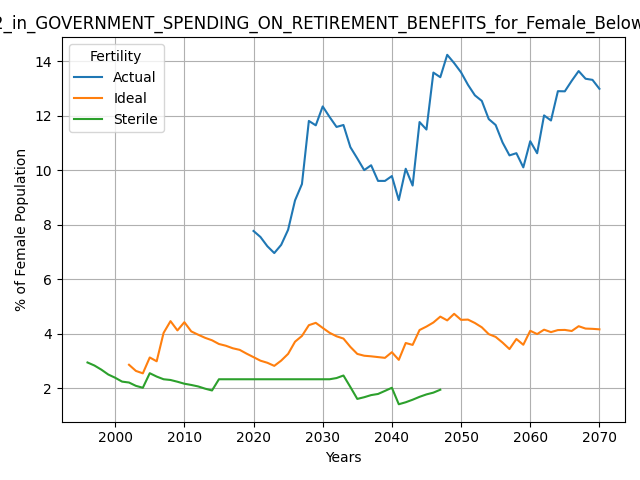 2_in_GOVERNMENT_SPENDING_ON_RETIREMENT_BENEFITS_for_Female_Below
Fertility
Actual
Ideal
Sterile
% of Female Population
14
12
10
8
6
4
2
2000
2010
2020
2030
2040
2050
2060
2070
Years